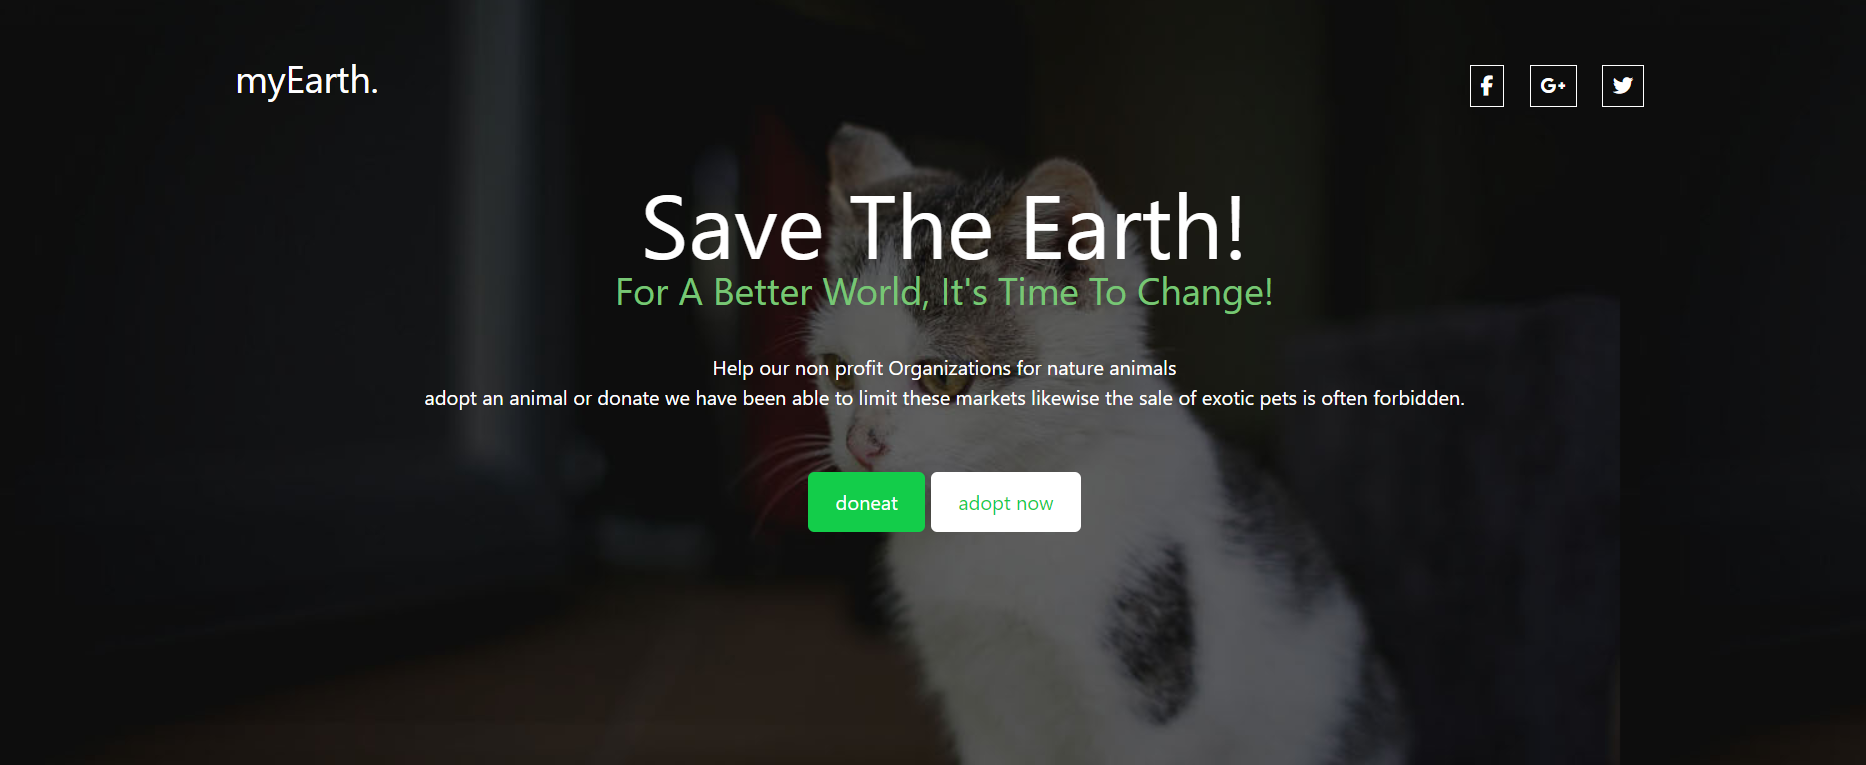 myEarth.
G+
Save The Earth!
For A Better World, It's Time To Change!
Help our non profit Organizations for nature animals
adopt an animal or donate we have been able to limit these markets likewise the sale of exotic pets is often forbidden.
doneat adopt now